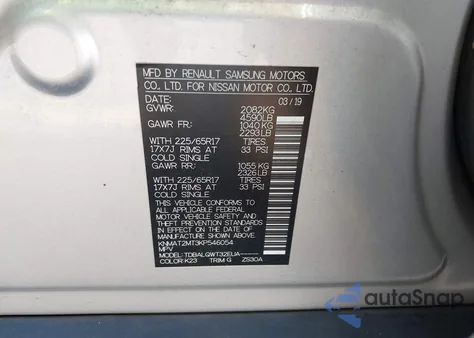 MFD BY RENAULT SAMSUNG MOTORS
CO. LTD. FOR NISSAN MOTOR CO. LTD.
DATE: 03/19
GVWR: 2082KG
4590LB
GAWR FR: 1040 KG
2293LB
WITH 225/65R17 TIRES
17X7J RIMS AT 33 PSI
COLD SINGLE
GAWR RR: 1055 KG
2326LB
WITH 225/65R17 TIRES
17X7J RIMS AT 33 PSI
COLD SINGLE
THIS VEHICLE CONFORMS TO ALL
APPLICABLE U.S. FEDERAL
MOTOR VEHICLE SAFETY AND
THEFT PREVENTION STANDARDS
IN EFFECT ON THE DATE OF
MANUFACTURE SHOWN ABOVE.
KNMAT2MT3KP546054
MPV
MODEL: TDBALQWT32EUA------
COLOR: K23 TRIM G ZS30A
autoSnap